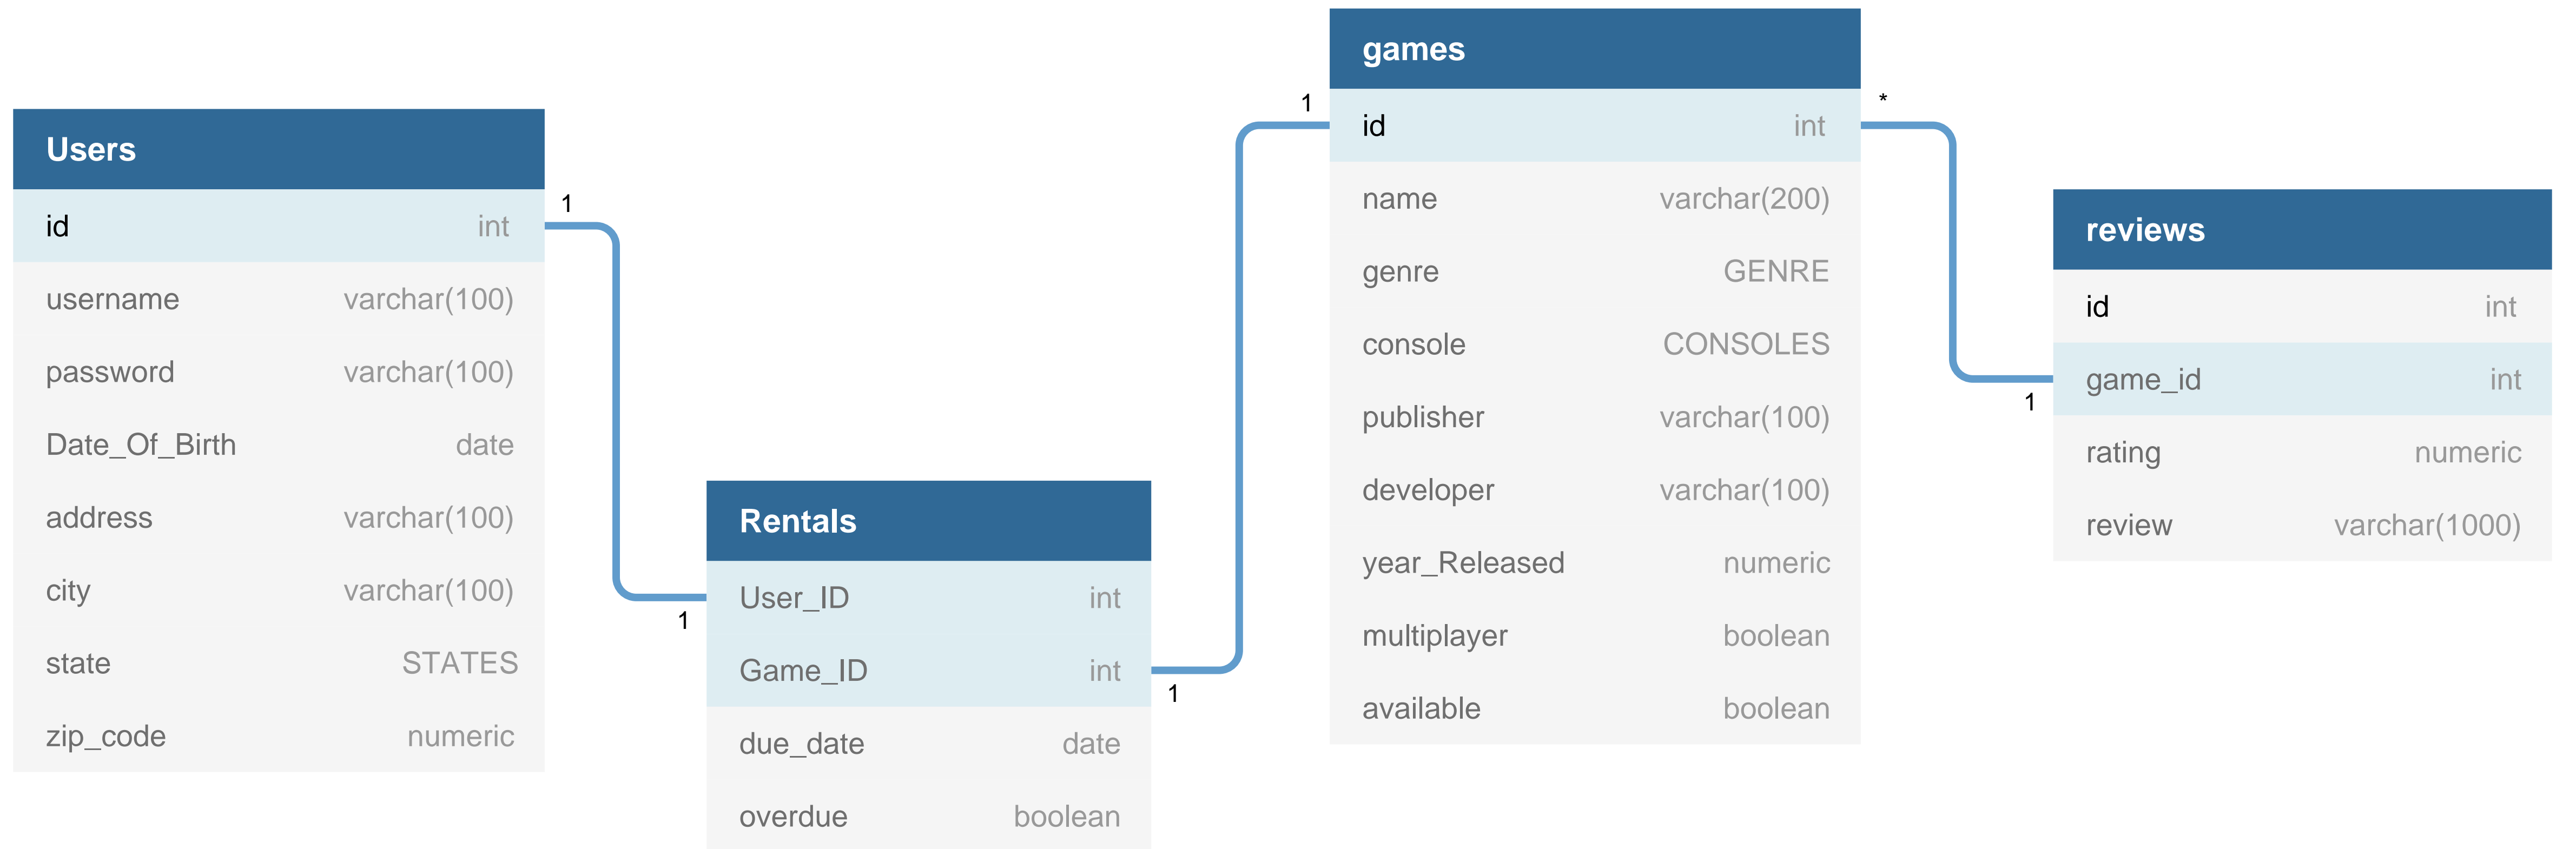 Users
id int
username varchar(100)
password varchar(100)
Date_Of_Birth date
address varchar(100)
city varchar(100)
state STATES
zip_code numeric
1
1
Rentals
User_ID int
Game_ID int
due_date date
overdue boolean
1
1
games
id int
name varchar(200)
genre GENRE
console CONSOLES
publisher varchar(100)
developer varchar(100)
year_Released numeric
multiplayer boolean
available boolean
*
1
reviews
id int
game_id int
rating numeric
review varchar(1000)